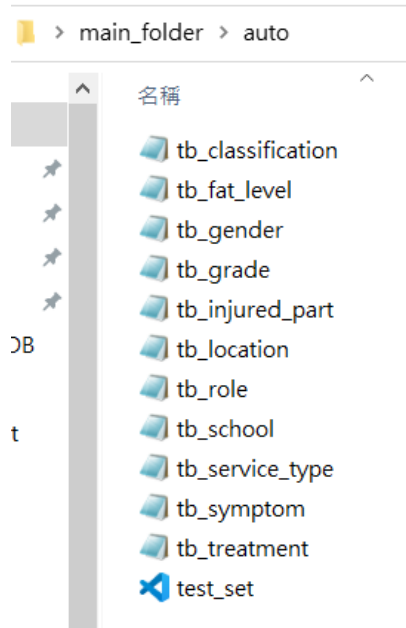 main_folder > auto
名稱
tb_classification
tb_fat_level
tb_gender
tb_grade
tb_injured_part
tb_location
DB
tb_role
t
tb_school
tb_service_type
tb_symptom
tb_treatment
test_set